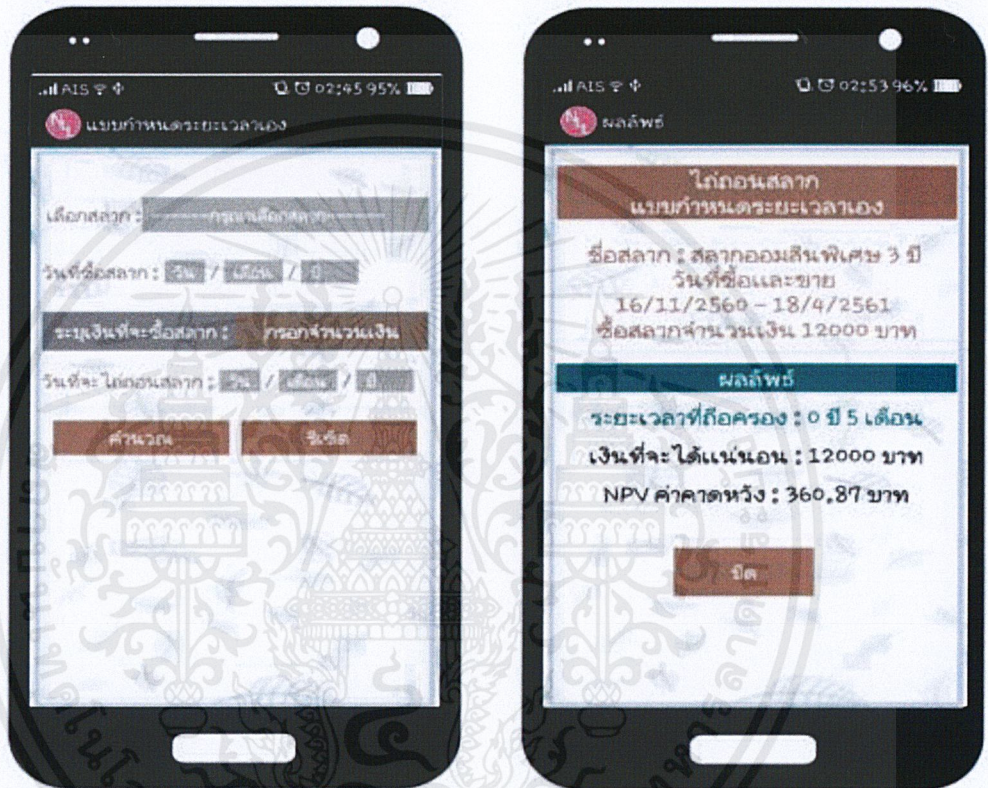 AIS 02:45 95%
แบบกำหนดระยะเวลาเอง
เลือกสลาก : กรุณาเลือกสลาก
วันที่ซื้อสลาก : วัน / เดือน / ปี
ระบุเงินที่จะซื้อสลาก : กรอกจำนวนเงิน
วันที่จะไถ่ถอนสลาก : วัน / เดือน / ปี
คำนวณ รีเซ็ต
AIS 02:53 96%
ผลลัพธ์
ไถ่ถอนสลาก
แบบกำหนดระยะเวลาเอง
ชื่อสลาก : สลากออมสินพิเศษ 3 ปี
วันที่ซื้อและขาย
16/11/2560 - 18/4/2561
ซื้อสลากจำนวนเงิน 12000 บาท
ผลลัพธ์
ระยะเวลาที่ถือครอง : 0 ปี 5 เดือน
เงินที่จะได้แน่นอน : 12000 บาท
NPV ค่าคาดหวัง : 360.87 บาท
ปิด